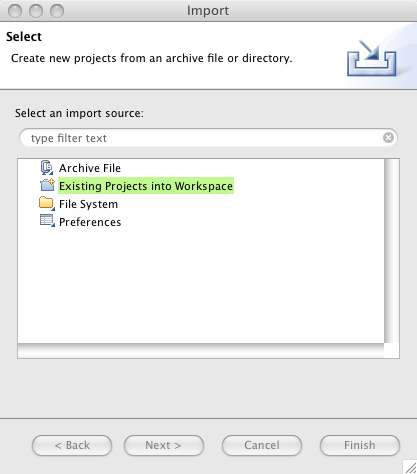 Import
Select
Create new projects from an archive file or directory.
Select an import source:
type filter text
Archive File
Existing Projects into Workspace
File System
Preferences
< Back
Next >
Cancel
Finish